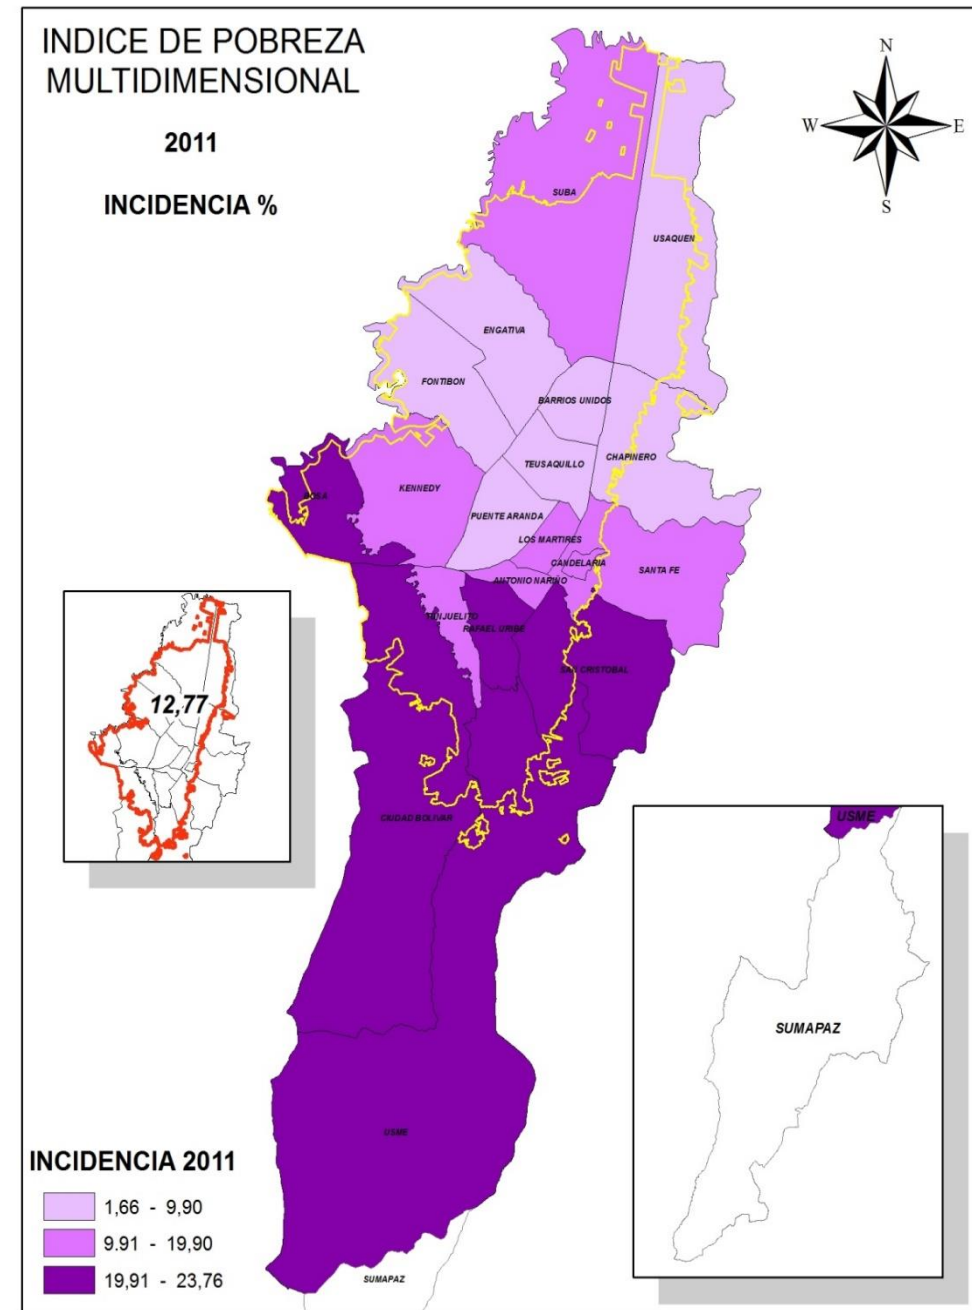 INDICE DE POBREZA
MULTIDIMENSIONAL
2011
INCIDENCIA %
N
W
E
S
SUBA
USAQUEN
ENGATIVA
FONTIBON
BARRIOS UNIDOS
TEUSAQUILLO
CHAPINERO
KENNEDY
BOSA
PUENTE ARANDA
LOS MARTIRES
CANDELARIA
SANTA FE
ANTONIO NARIÑO
TUNJUELITO
RAFAEL URIBE
SAN CRISTOBAL
12,77
CIUDAD BOLIVAR
USME
SUMAPAZ
USME
SUMAPAZ
INCIDENCIA 2011
1,66 - 9,90
9.91 - 19,90
19,91 - 23,76